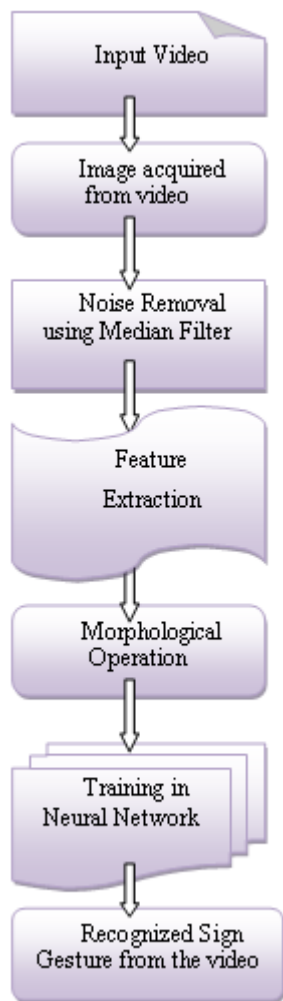 Input Video
Image acquired
from video
Noise Removal
using Median Filter
Feature
Extraction
Morphological
Operation
Training in
Neural Network
Recognized Sign
Gesture from the video